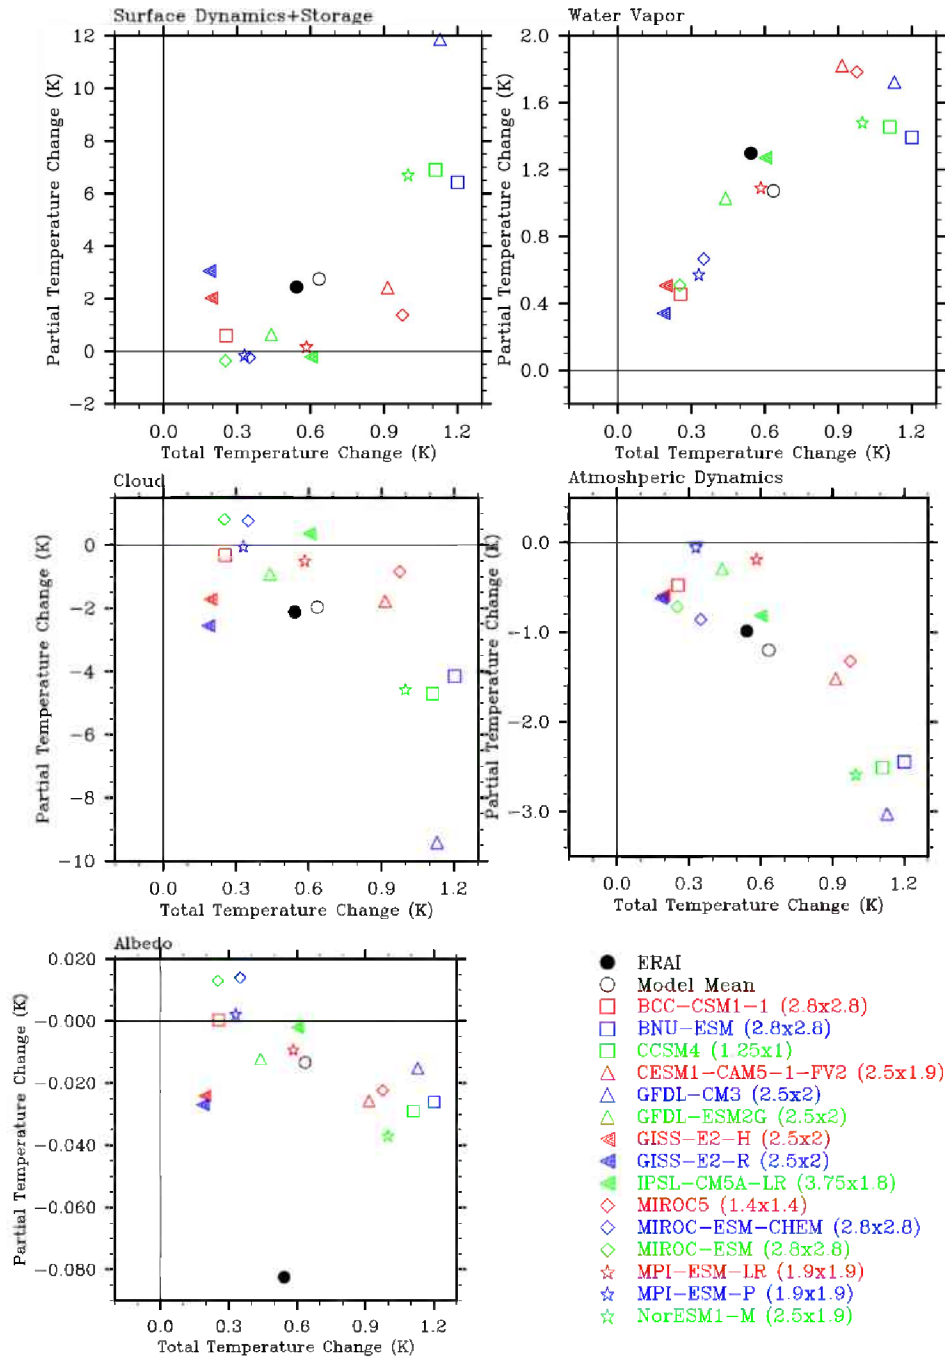 Surface Dynamics+Storage
Partial Temperature Change (K)
12
10
8
6
4
2
0
−2
0.0 0.3 0.6 0.9 1.2
Total Temperature Change (K)
Water Vapor
Partial Temperature Change (K)
2.0
1.6
1.2
0.8
0.4
0.0
0.0 0.3 0.6 0.9 1.2
Total Temperature Change (K)
Cloud
Partial Temperature Change (K)
0
−2
−4
−6
−8
−10
0.0 0.3 0.6 0.9 1.2
Total Temperature Change (K)
Atmoshperic Dynamics
Partial Temperature Change (K)
0.0
−1.0
−2.0
−3.0
0.0 0.3 0.6 0.9 1.2
Total Temperature Change (K)
Albedo
Partial Temperature Change (K)
0.020
−0.000
−0.020
−0.040
−0.060
−0.080
0.0 0.3 0.6 0.9 1.2
Total Temperature Change (K)
ERAI
Model Mean
BCC−CSM1−1 (2.8x2.8)
BNU−ESM (2.8x2.8)
CCSM4 (1.25x1)
CESM1−CAM5−1−FV2 (2.5x1.9)
GFDL−CM3 (2.5x2)
GFDL−ESM2G (2.5x2)
GISS−E2−H (2.5x2)
GISS−E2−R (2.5x2)
IPSL−CM5A−LR (3.75x1.8)
MIROC5 (1.4x1.4)
MIROC−ESM−CHEM (2.8x2.8)
MIROC−ESM (2.8x2.8)
MPI−ESM−LR (1.9x1.9)
MPI−ESM−P (1.9x1.9)
NorESM1−M (2.5x1.9)